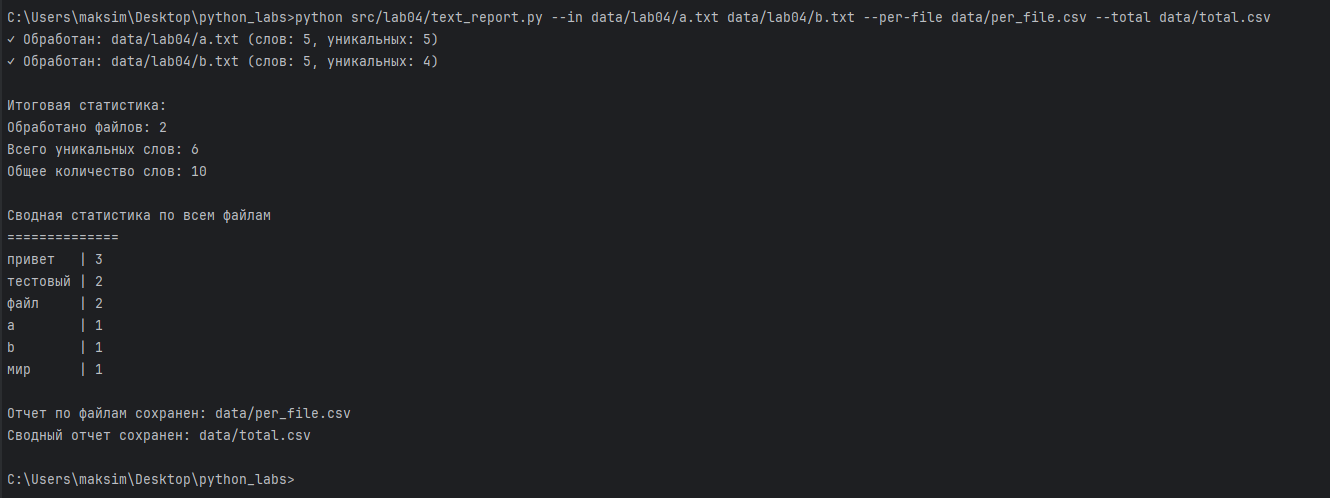 C:\Users\maksim\Desktop\python_labs>python src/lab04/text_report.py --in data/lab04/a.txt data/lab04/b.txt --per-file data/per_file.csv --total data/total.csv
✓ Обработан: data/lab04/a.txt (слов: 5, уникальных: 5)
✓ Обработан: data/lab04/b.txt (слов: 5, уникальных: 4)
Итоговая статистика:
Обработано файлов: 2
Всего уникальных слов: 6
Общее количество слов: 10
Сводная статистика по всем файлам
==============
привет   | 3
тестовый | 2
файл     | 2
a        | 1
b        | 1
мир      | 1
Отчет по файлам сохранен: data/per_file.csv
Сводный отчет сохранен: data/total.csv
C:\Users\maksim\Desktop\python_labs>